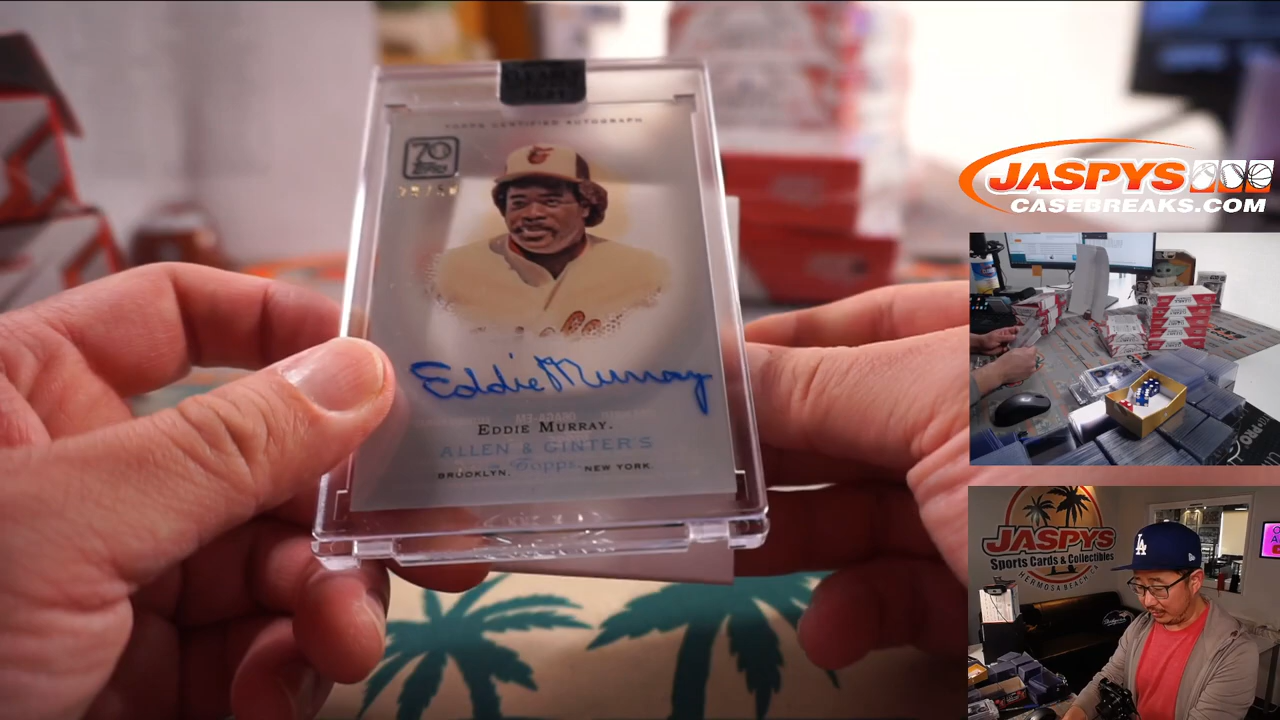 TOPPS CERTIFIED AUTOGRAPH
70
TOPPS
Eddie Murray
EDDIE MURRAY.
ALLEN & GINTER'S
Topps
BROOKLYN, NEW YORK.
JASPYS
CASEBREAKS.COM
JASPYS
Sports Cards & Collectibles
HERMOSA BEACH, CA
LA